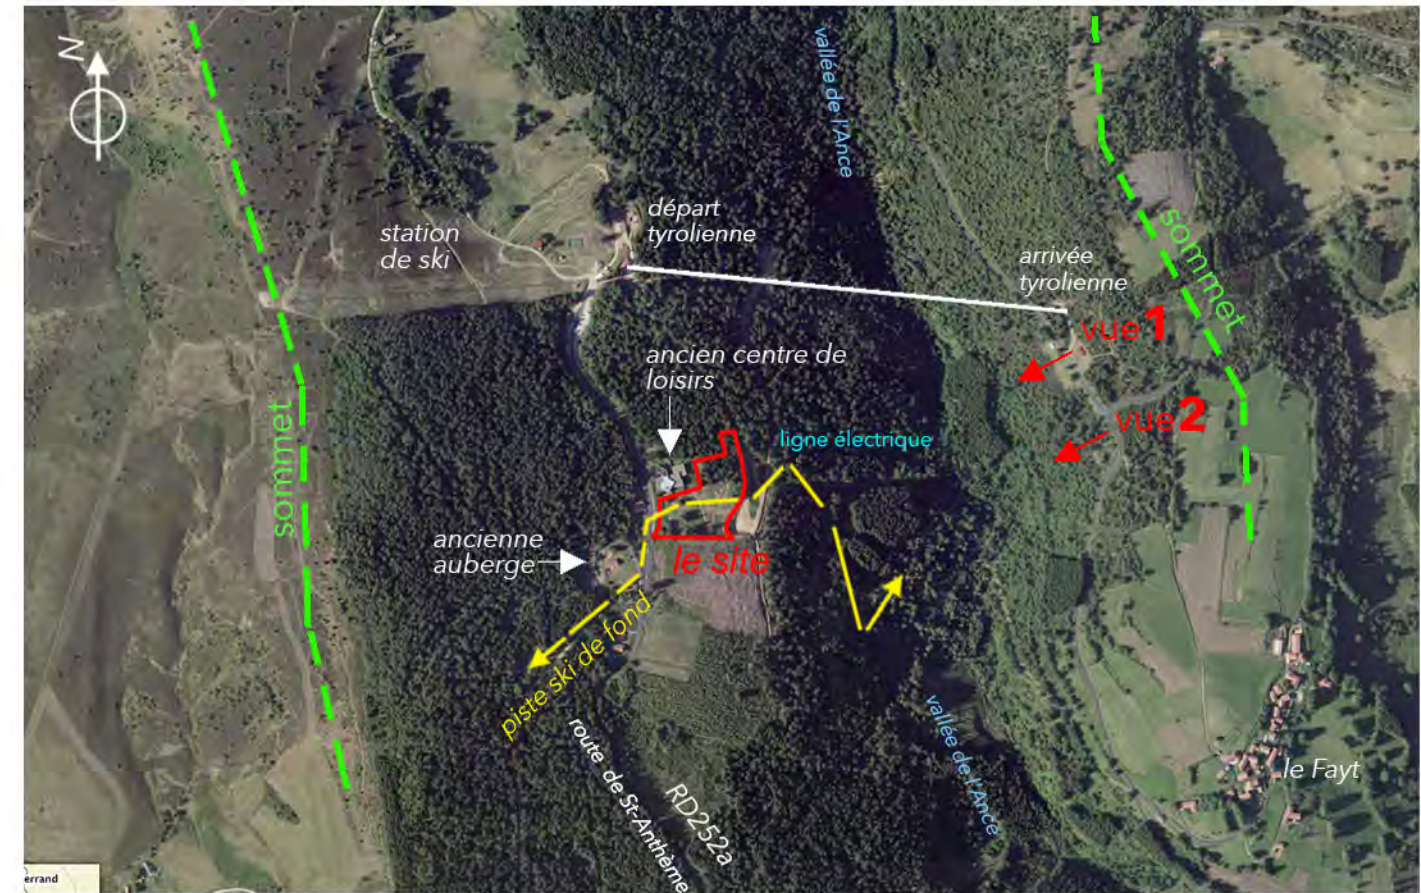 N
vallée de l'Ance
départ
tyrolienne
station
de ski
sommet
arrivée
tyrolienne
vue 1
ancien centre de
loisirs
sommet
vue 2
ligne électrique
ancienne
auberge
le site
piste ski de fond
route de St-Anthème
RD252a
vallée de l'Ance
le Fayt
errand